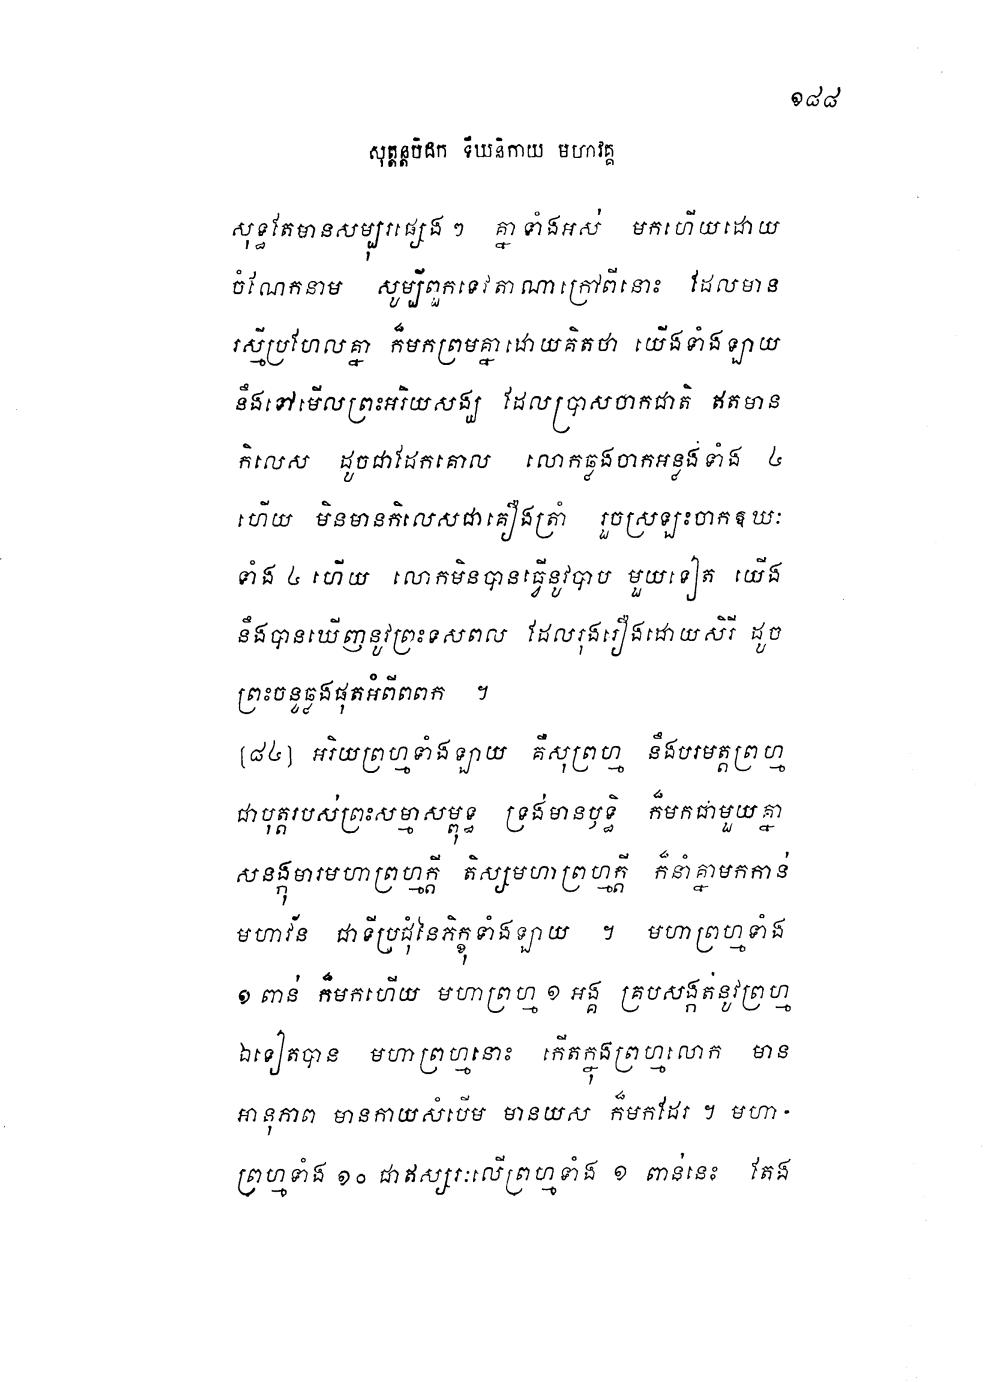 ១៨៨
សុត្តន្តបិដក ទីឃនិកាយ មហាវគ្គ
សុទ្ធតែមានសម្បុរផ្សេង ៗ គ្នាទាំងអស់ មកហើយដោយ
ចំណែកនាម សូម្បីពួកទេវតាណាក្រៅពីនោះ ដែលមាន
រស្មីប្រហែលគ្នា ក៏មកព្រមគ្នាដោយគិតថា យើងទាំងឡាយ
នឹងទៅមើលព្រះអរិយសង្ឃ ដែលប្រាសចាកជាតិ ឥតមាន
កិលេស ដូចជាដែកគោល លោកឆ្លងចាកអន្លង់ទាំង ៤
ហើយ មិនមានកិលេសជាគ្រឿងត្រាំ រួចស្រឡះចាកឱឃៈ
ទាំង ៤ ហើយ លោកមិនបានធ្វើនូវបាប មួយទៀត យើង
នឹងបានឃើញនូវព្រះទសពល ដែលរុងរឿងដោយសិរី ដូច
ព្រះចន្ទឆ្លងផុតអំពីពពក ។
[៨៤] អរិយព្រហ្មទាំងឡាយ គឺសុព្រហ្ម នឹងបរមត្តព្រហ្ម
ជាបុត្តរបស់ព្រះសម្មាសម្ពុទ្ធ ទ្រង់មានឫទ្ធិ ក៏មកជាមួយគ្នា
សនង្កុមារមហាព្រហ្មក្តី តិស្សមហាព្រហ្មក្តី ក៏នាំគ្នាមកកាន់
មហាវ័ន ជាទីប្រជុំនៃភិក្ខុទាំងឡាយ ។ មហាព្រហ្មទាំង
១ ពាន់ ក៏មកហើយ មហាព្រហ្ម ១ អង្គ គ្របសង្កត់នូវព្រហ្ម
ឯទៀតបាន មហាព្រហ្មនោះ កើតក្នុងព្រហ្មលោក មាន
អានុភាព មានកាយសំបើម មានយស ក៏មកដែរ ។ មហា-
ព្រហ្មទាំង ១០ ជាឥស្សរៈលើព្រហ្មទាំង ១ ពាន់នេះ តែង